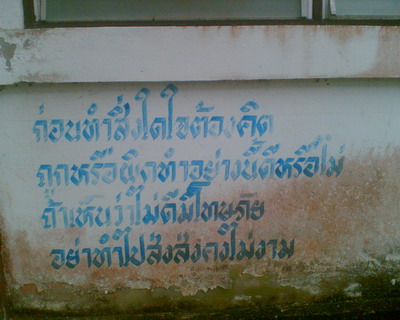 ก่อนทำสิ่งใดใจต้องคิด
ถูกหรือผิดทำอย่างนี้ดีหรือไม่
ถ้าเห็นว่าไม่ดีมีโทษภัย
อย่าทำไปส่งส่งคงไม่งาม